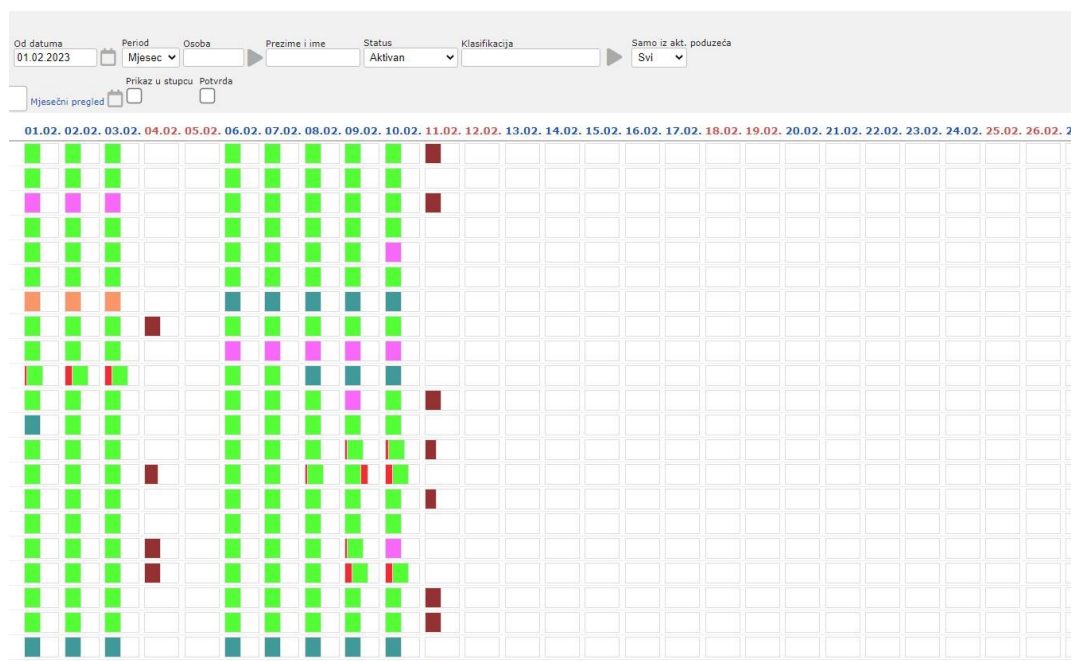 Od datuma Period Osoba Prezime i ime Status Klasifikacija Samo iz akt. poduzeća
01.02.2023 Mjesec Aktivan Svi
Prikaz u stupcu Potvrda
Mjesečni pregled
01.02. 02.02. 03.02. 04.02. 05.02. 06.02. 07.02. 08.02. 09.02. 10.02. 11.02. 12.02. 13.02. 14.02. 15.02. 16.02. 17.02. 18.02. 19.02. 20.02. 21.02. 22.02. 23.02. 24.02. 25.02. 26.02.